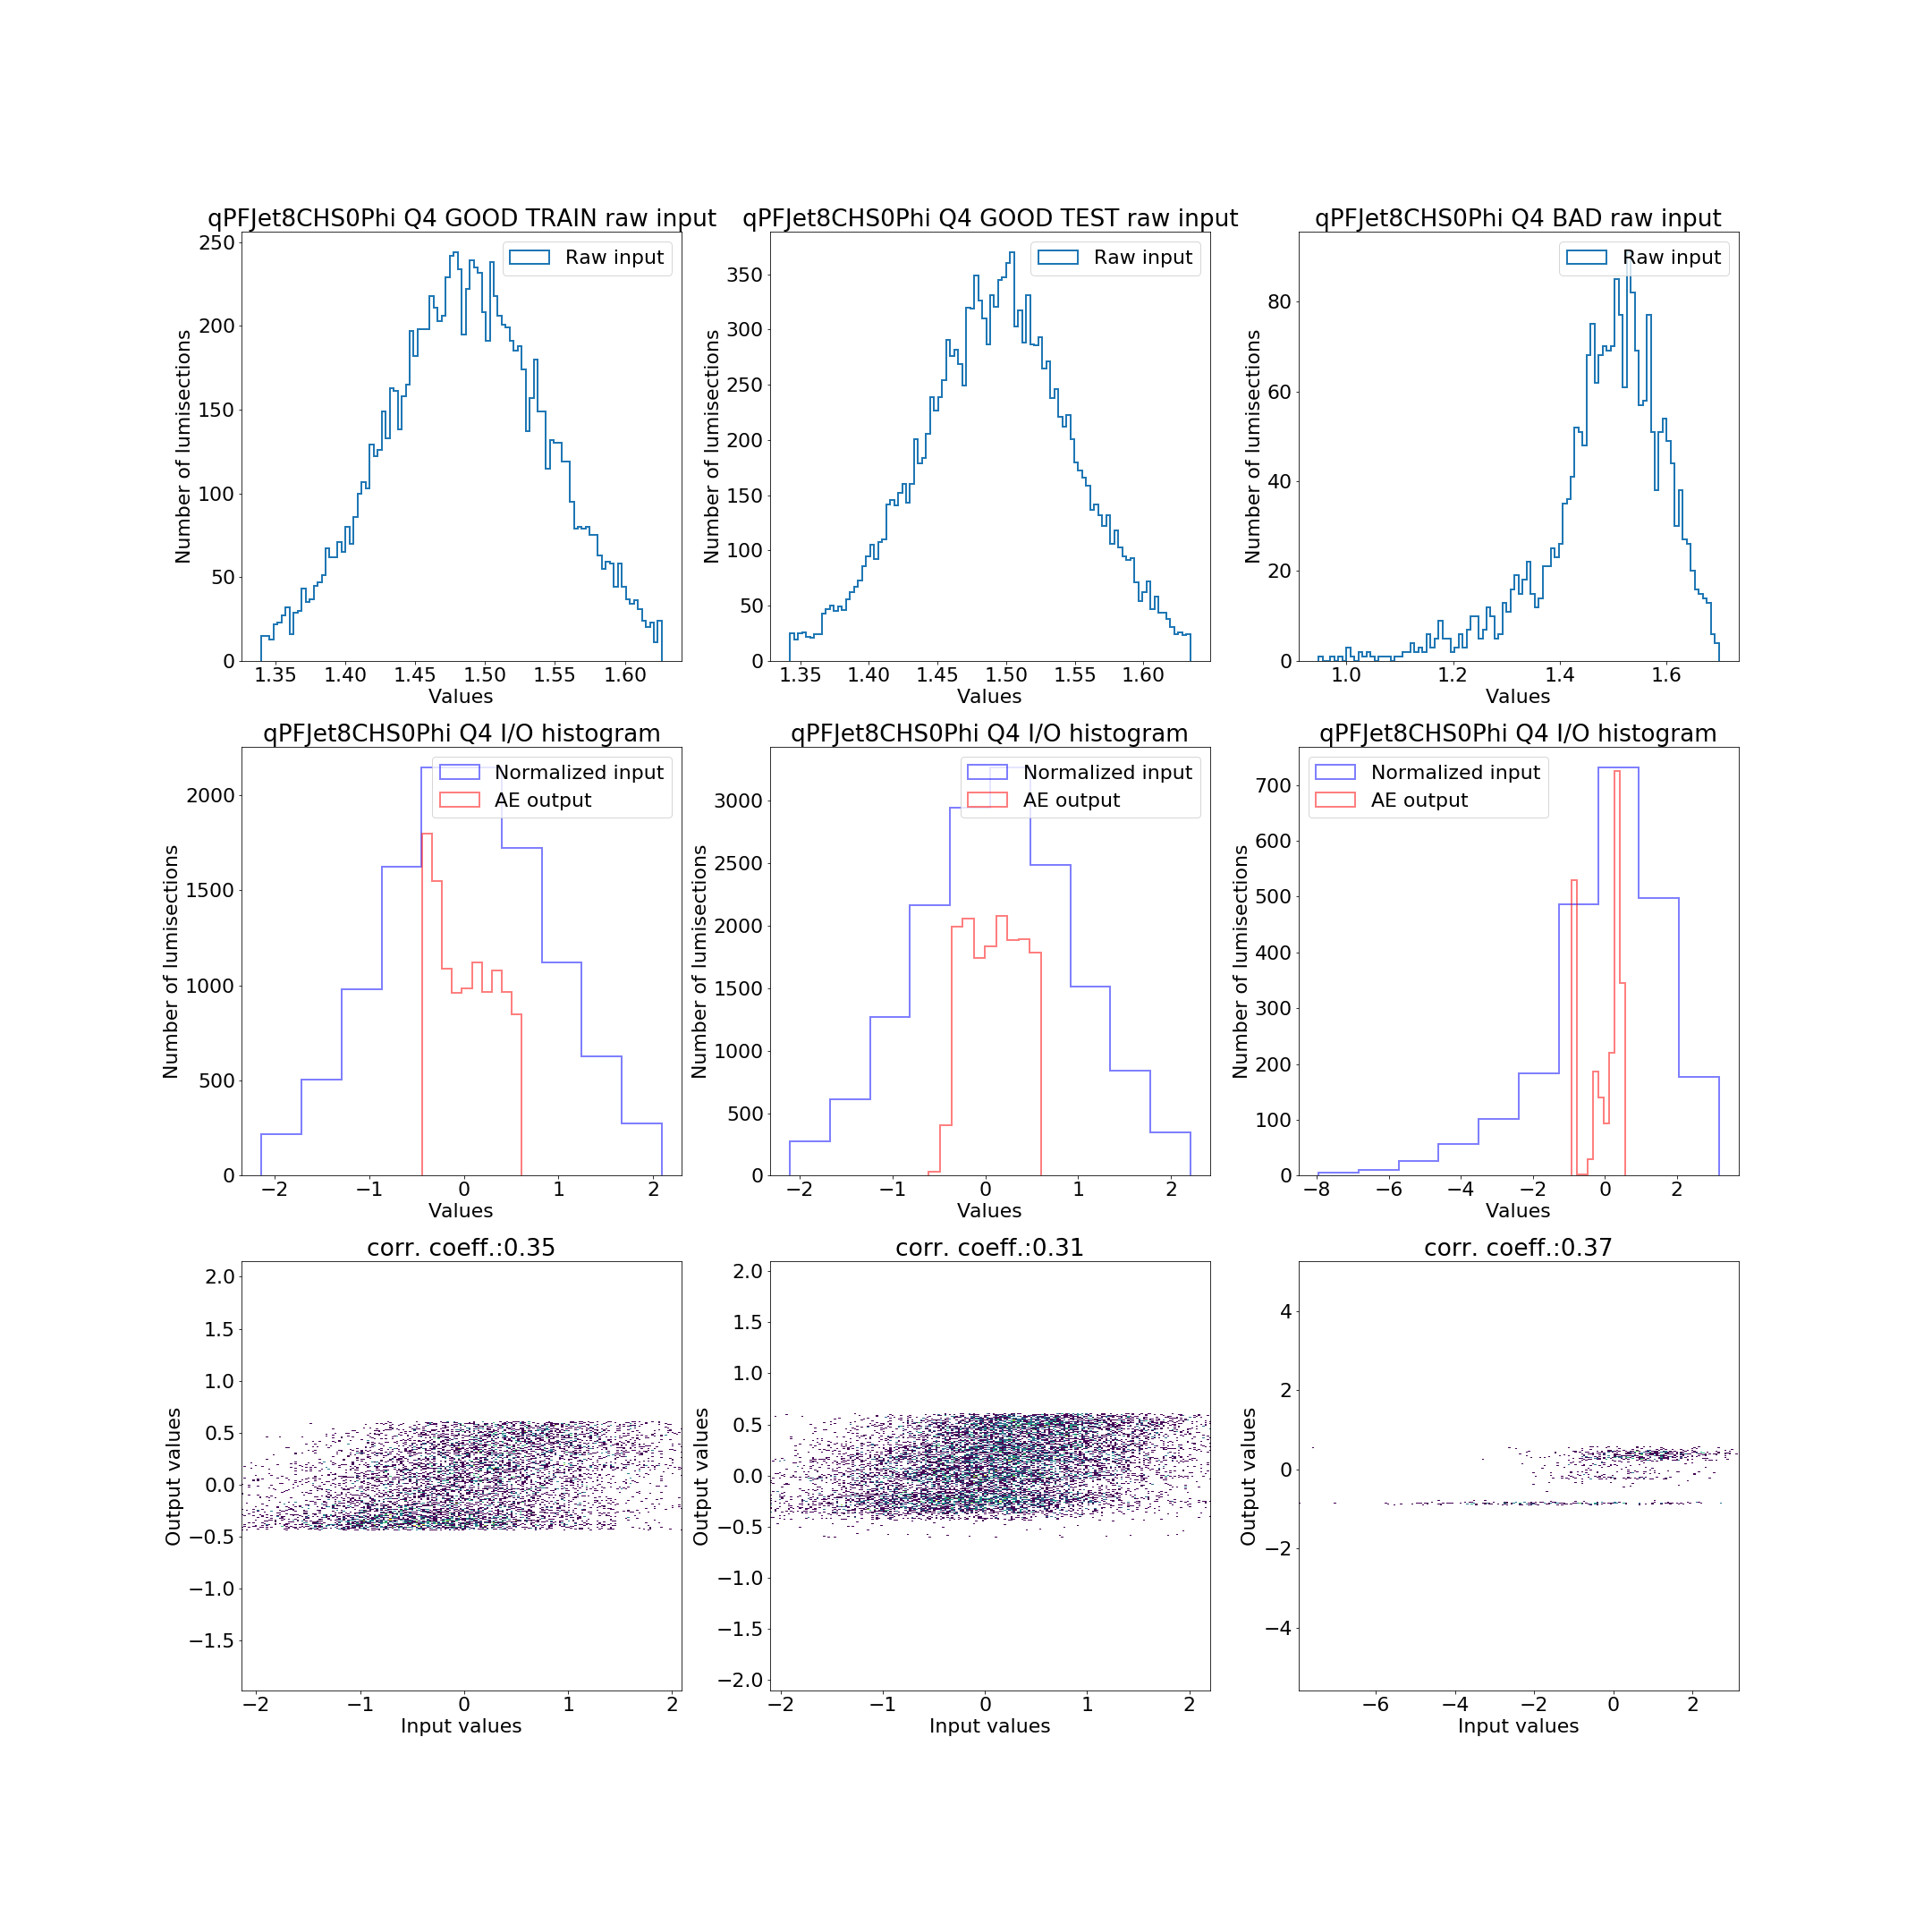 qPFJet8CHS0Phi Q4 GOOD TRAIN raw input
250
200
150
100
50
0
Number of lumisections
Raw input
1.35 1.40 1.45 1.50 1.55 1.60
Values
qPFJet8CHS0Phi Q4 GOOD TEST raw input
350
300
250
200
150
100
50
0
Number of lumisections
Raw input
1.35 1.40 1.45 1.50 1.55 1.60
Values
qPFJet8CHS0Phi Q4 BAD raw input
80
60
40
20
0
Number of lumisections
Raw input
1.0 1.2 1.4 1.6
Values
qPFJet8CHS0Phi Q4 I/O histogram
2000
1500
1000
500
0
Number of lumisections
Normalized input
AE output
−2 −1 0 1 2
Values
qPFJet8CHS0Phi Q4 I/O histogram
3000
2500
2000
1500
1000
500
0
Number of lumisections
Normalized input
AE output
−2 −1 0 1 2
Values
qPFJet8CHS0Phi Q4 I/O histogram
700
600
500
400
300
200
100
0
Number of lumisections
Normalized input
AE output
−8 −6 −4 −2 0 2
Values
corr. coeff.:0.35
2.0
1.5
1.0
0.5
0.0
−0.5
−1.0
−1.5
Output values
−2 −1 0 1 2
Input values
corr. coeff.:0.31
2.0
1.5
1.0
0.5
0.0
−0.5
−1.0
−1.5
−2.0
Output values
−2 −1 0 1 2
Input values
corr. coeff.:0.37
4
2
0
−2
−4
Output values
−6 −4 −2 0 2
Input values